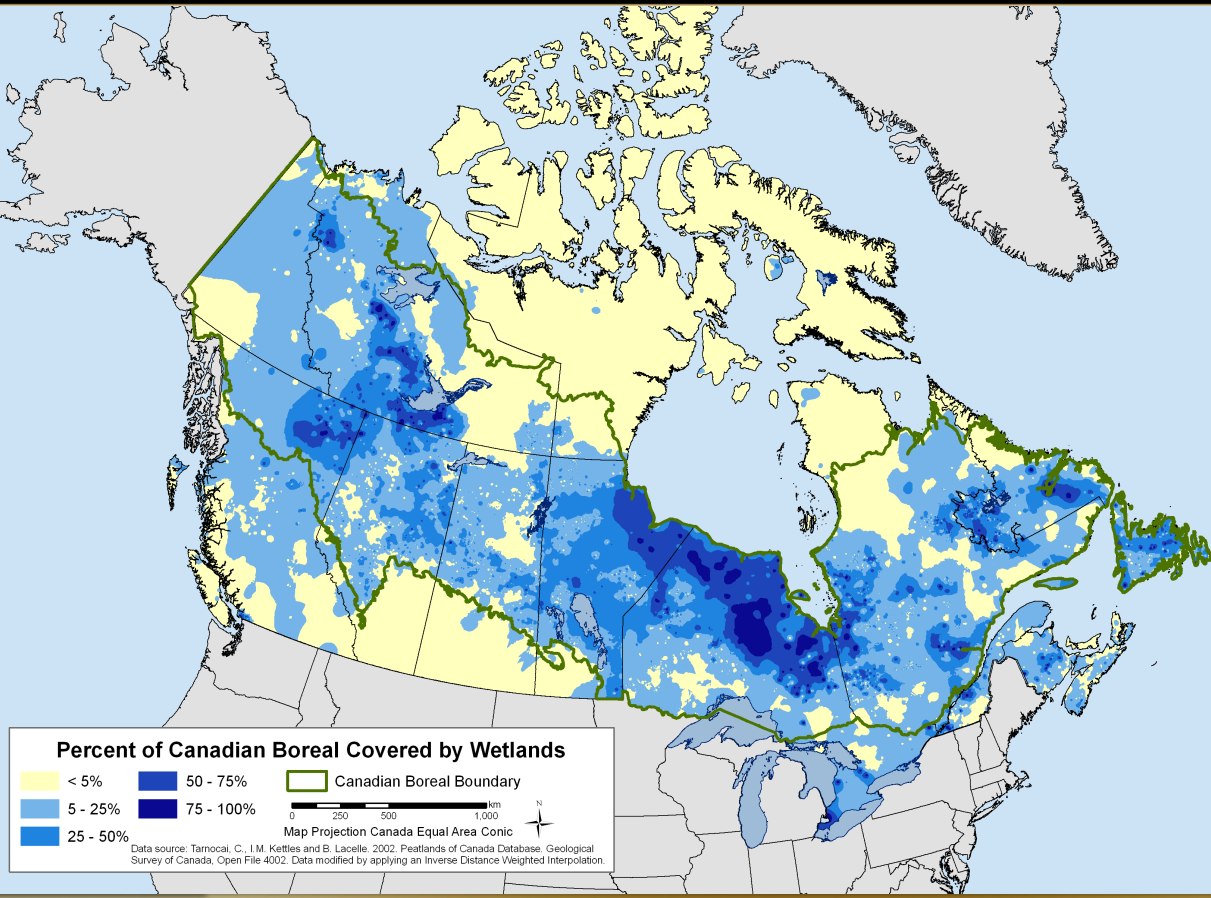 Percent of Canadian Boreal Covered by Wetlands
< 5%
5 - 25%
25 - 50%
50 - 75%
75 - 100%
Canadian Boreal Boundary
km
0 250 500 1,000
N
Map Projection Canada Equal Area Conic
Data source: Tarnocai, C., I.M. Kettles and B. Lacelle. 2002. Peatlands of Canada Database. Geological
Survey of Canada, Open File 4002. Data modified by applying an Inverse Distance Weighted Interpolation.